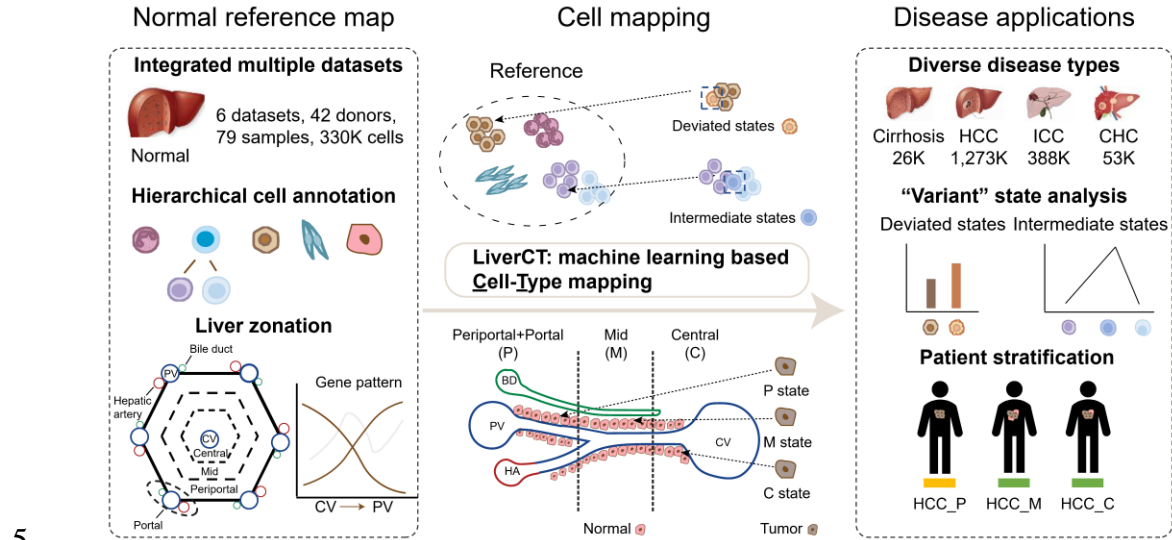 Normal reference map
Integrated multiple datasets
6 datasets, 42 donors,
79 samples, 330K cells
Normal
Hierarchical cell annotation
Liver zonation
Bile duct
PV
Hepatic
artery
CV
Central
Mid
Periportal
Portal
Gene pattern
CV → PV
Cell mapping
Reference
Deviated states
Intermediate states
LiverCT: machine learning based
Cell-Type mapping
Periportal+Portal
(P)
Mid
(M)
Central
(C)
BD
PV
HA
CV
P state
M state
C state
Normal
Tumor
Disease applications
Diverse disease types
Cirrhosis
26K
HCC
1,273K
ICC
388K
CHC
53K
“Variant” state analysis
Deviated states
Intermediate states
Patient stratification
HCC_P
HCC_M
HCC_C
5